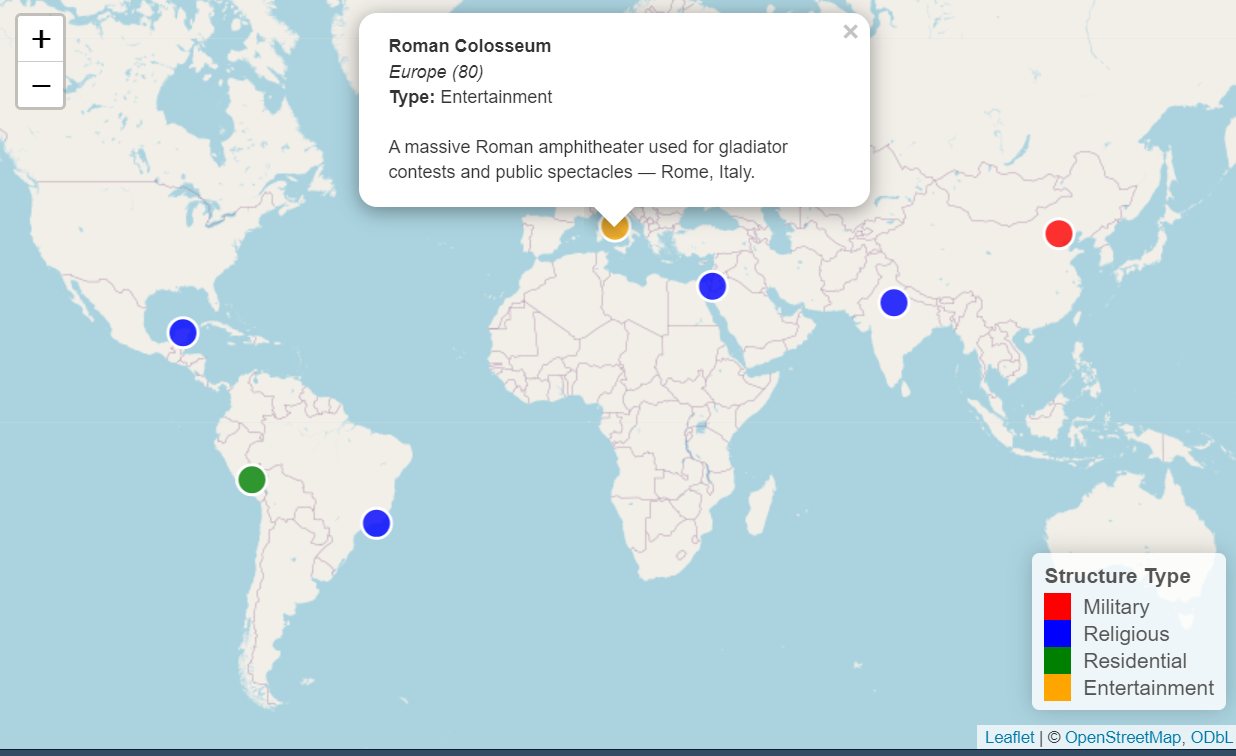 +
−
Roman Colosseum
×
Europe (80)
Type: Entertainment
A massive Roman amphitheater used for gladiator
contests and public spectacles — Rome, Italy.
Structure Type
Military
Religious
Residential
Entertainment
Leaflet | © OpenStreetMap, ODbL